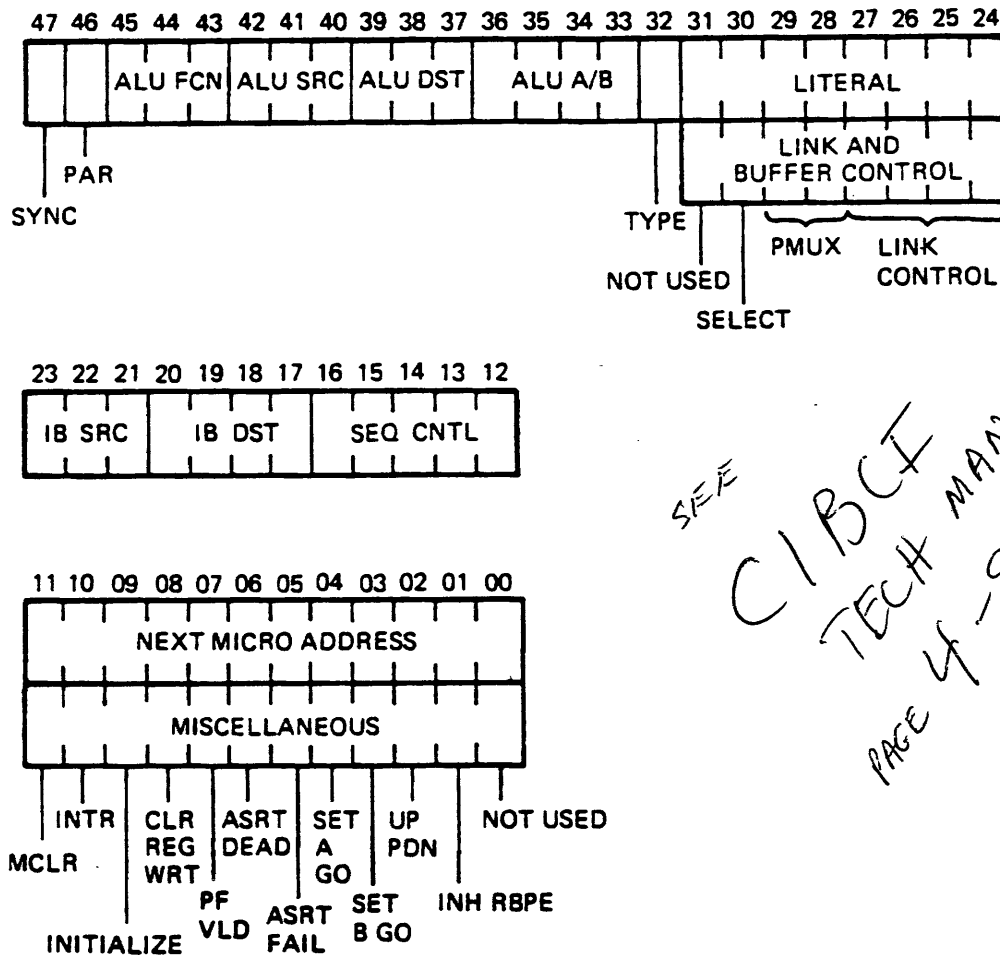 47 46 45 44 43 42 41 40 39 38 37 36 35 34 33 32 31 30 29 28 27 26 25 24
ALU FCN ALU SRC ALU DST ALU A/B LITERAL
LINK AND
BUFFER CONTROL
PAR
SYNC
TYPE
PMUX LINK
CONTROL
NOT USED
SELECT
23 22 21 20 19 18 17 16 15 14 13 12
IB SRC IB DST SEQ CNTL
SEE
CIBCI
TECH MAN
PAGE 4-
11 10 09 08 07 06 05 04 03 02 01 00
NEXT MICRO ADDRESS
MISCELLANEOUS
MCLR
INTR
INITIALIZE
CLR
REG
WRT
PF
VLD
ASRT
DEAD
ASRT
FAIL
SET
A
GO
SET
B GO
UP
PDN
INH RBPE
NOT USED